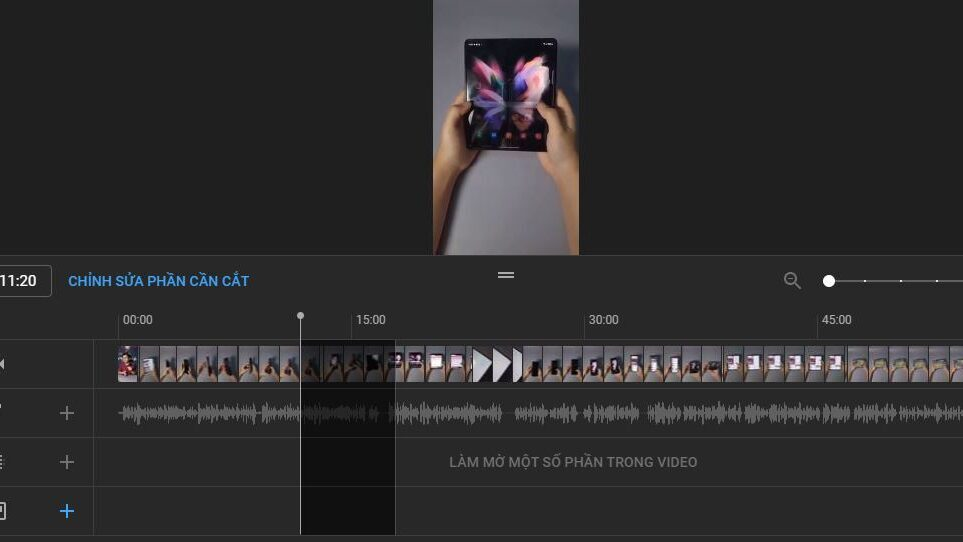 11:20
CHỈNH SỬA PHẦN CẦN CẮT
00:00
15:00
30:00
45:00
LÀM MỜ MỘT SỐ PHẦN TRONG VIDEO